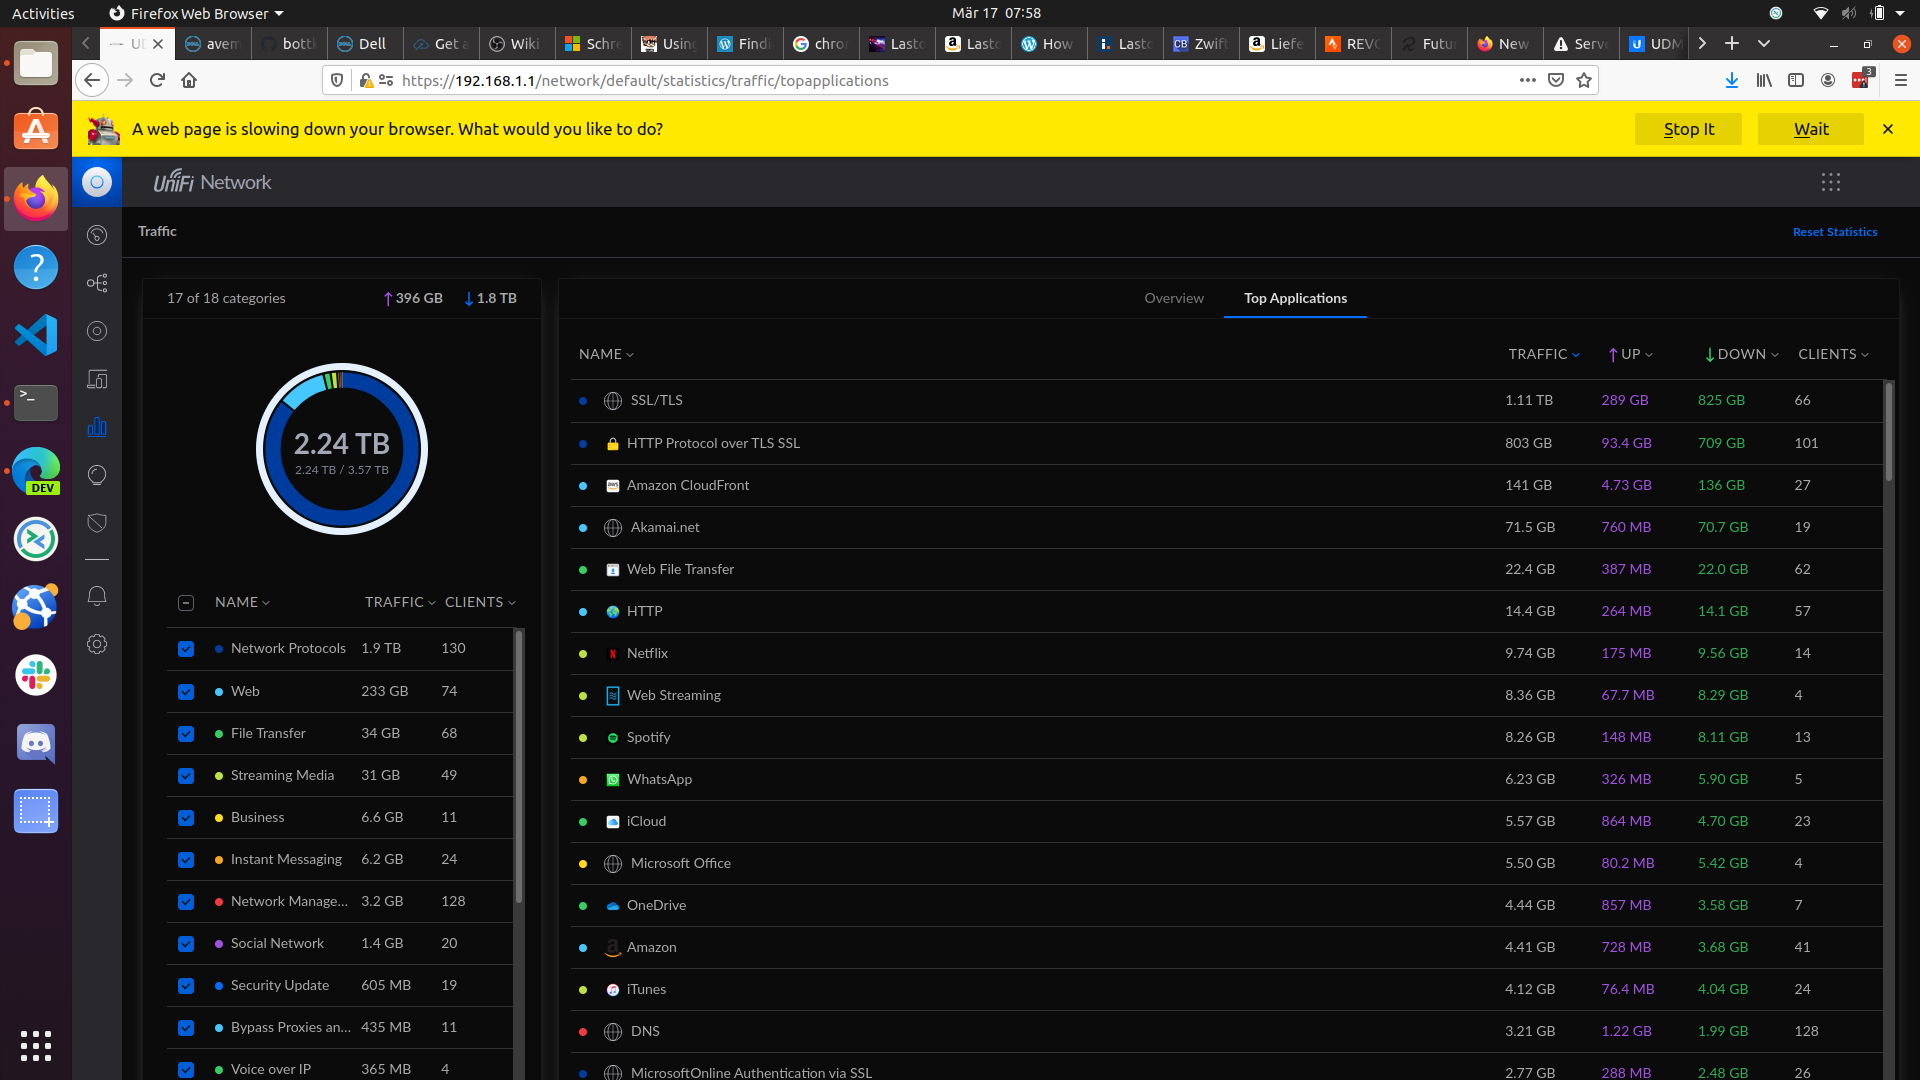 Activities
Firefox Web Browser
Mär 17 07:58
UD
avem
bottl
Dell
Get a
Wiki
Schre
Using
Findi
chron
Lasto
Lasto
How
Lasto
Zwift
Liefe
REVO
Futur
New
Serve
UDM
https://192.168.1.1/network/default/statistics/traffic/topapplications
3
A web page is slowing down your browser. What would you like to do?
Stop It
Wait
UniFi Network
Traffic
Reset Statistics
17 of 18 categories
396 GB
1.8 TB
2.24 TB
2.24 TB / 3.57 TB
NAME TRAFFIC CLIENTS
Network Protocols 1.9 TB 130
Web 233 GB 74
File Transfer 34 GB 68
Streaming Media 31 GB 49
Business 6.6 GB 11
Instant Messaging 6.2 GB 24
Network Manage... 3.2 GB 128
Social Network 1.4 GB 20
Security Update 605 MB 19
Bypass Proxies an... 435 MB 11
Voice over IP 365 MB 4
Overview
Top Applications
NAME TRAFFIC UP DOWN CLIENTS
SSL/TLS 1.11 TB 289 GB 825 GB 66
HTTP Protocol over TLS SSL 803 GB 93.4 GB 709 GB 101
Amazon CloudFront 141 GB 4.73 GB 136 GB 27
Akamai.net 71.5 GB 760 MB 70.7 GB 19
Web File Transfer 22.4 GB 387 MB 22.0 GB 62
HTTP 14.4 GB 264 MB 14.1 GB 57
Netflix 9.74 GB 175 MB 9.56 GB 14
Web Streaming 8.36 GB 67.7 MB 8.29 GB 4
Spotify 8.26 GB 148 MB 8.11 GB 13
WhatsApp 6.23 GB 326 MB 5.90 GB 5
iCloud 5.57 GB 864 MB 4.70 GB 23
Microsoft Office 5.50 GB 80.2 MB 5.42 GB 4
OneDrive 4.44 GB 857 MB 3.58 GB 7
Amazon 4.41 GB 728 MB 3.68 GB 41
iTunes 4.12 GB 76.4 MB 4.04 GB 24
DNS 3.21 GB 1.22 GB 1.99 GB 128
MicrosoftOnline Authentication via SSL 2.77 GB 288 MB 2.48 GB 26
DEV